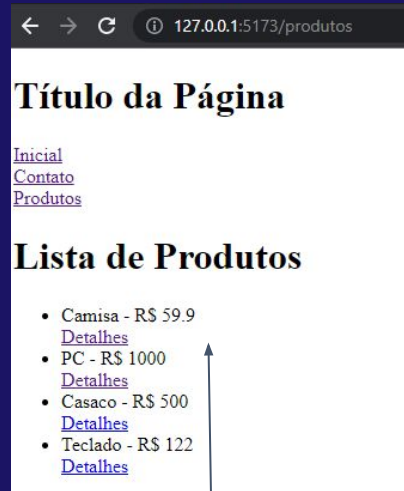 127.0.0.1:5173/produtos
Título da Página
Inicial
Contato
Produtos
Lista de Produtos
Camisa - R$ 59.9
Detalhes
PC - R$ 1000
Detalhes
Casaco - R$ 500
Detalhes
Teclado - R$ 122
Detalhes